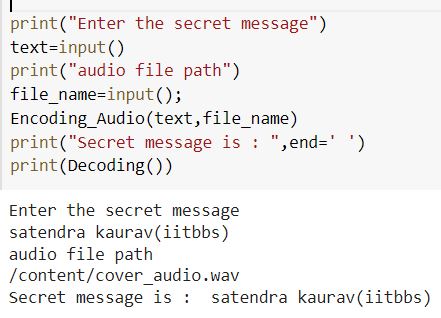 print("Enter the secret message")
text=input()
print("audio file path")
file_name=input();
Encoding_Audio(text,file_name)
print("Secret message is : ",end=' ')
print(Decoding())
Enter the secret message
satendra kaurav(iitbbs)
audio file path
/content/cover_audio.wav
Secret message is :  satendra kaurav(iitbbs)